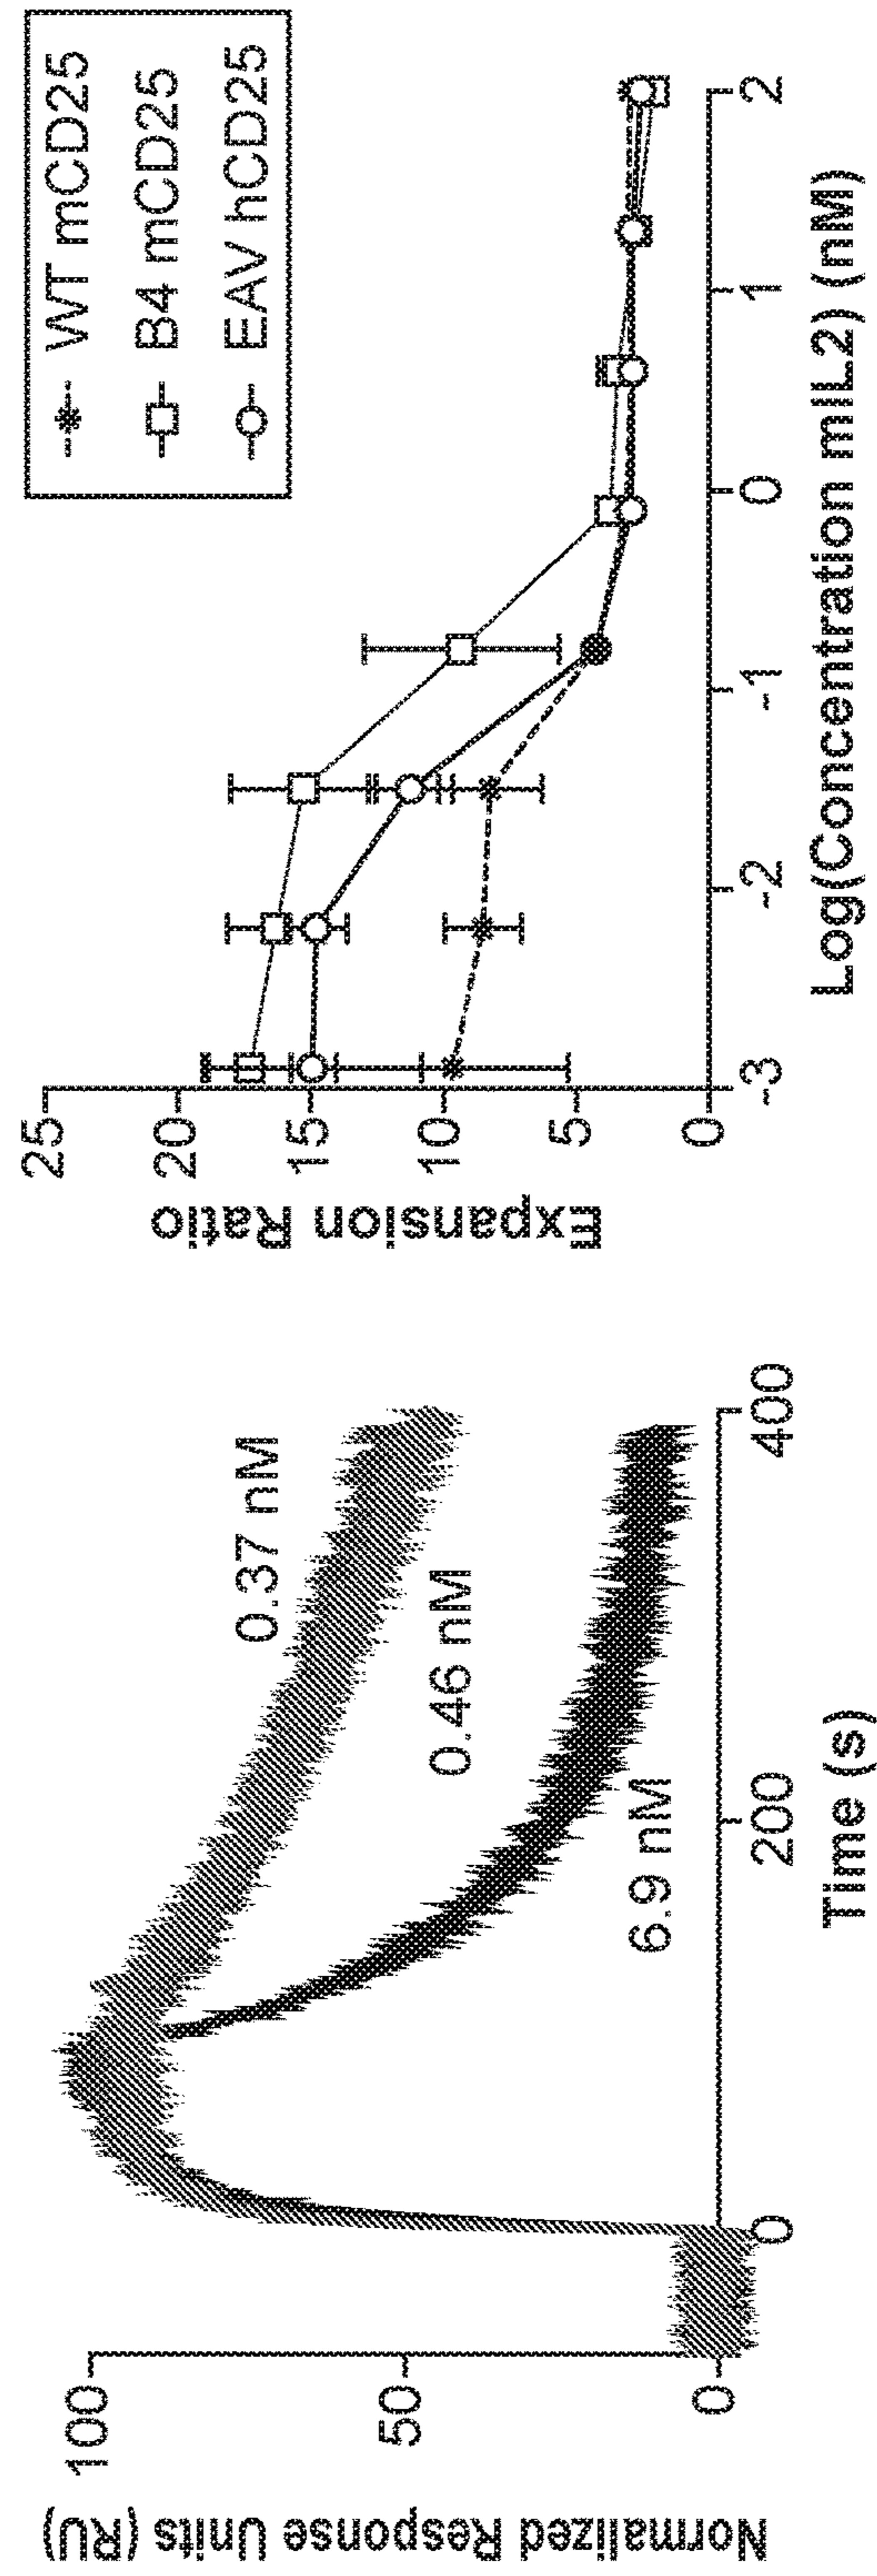 Normalized Response Units (RU)
100
50
0
0.37 nM
0.46 nM
6.9 nM
0
200
400
Time (s)
Expansion Ratio
25
20
15
10
5
0
WT mCD25
B4 mCD25
EAV hCD25
-3
-2
-1
0
1
2
Log(Concentration mIL2) (nM)